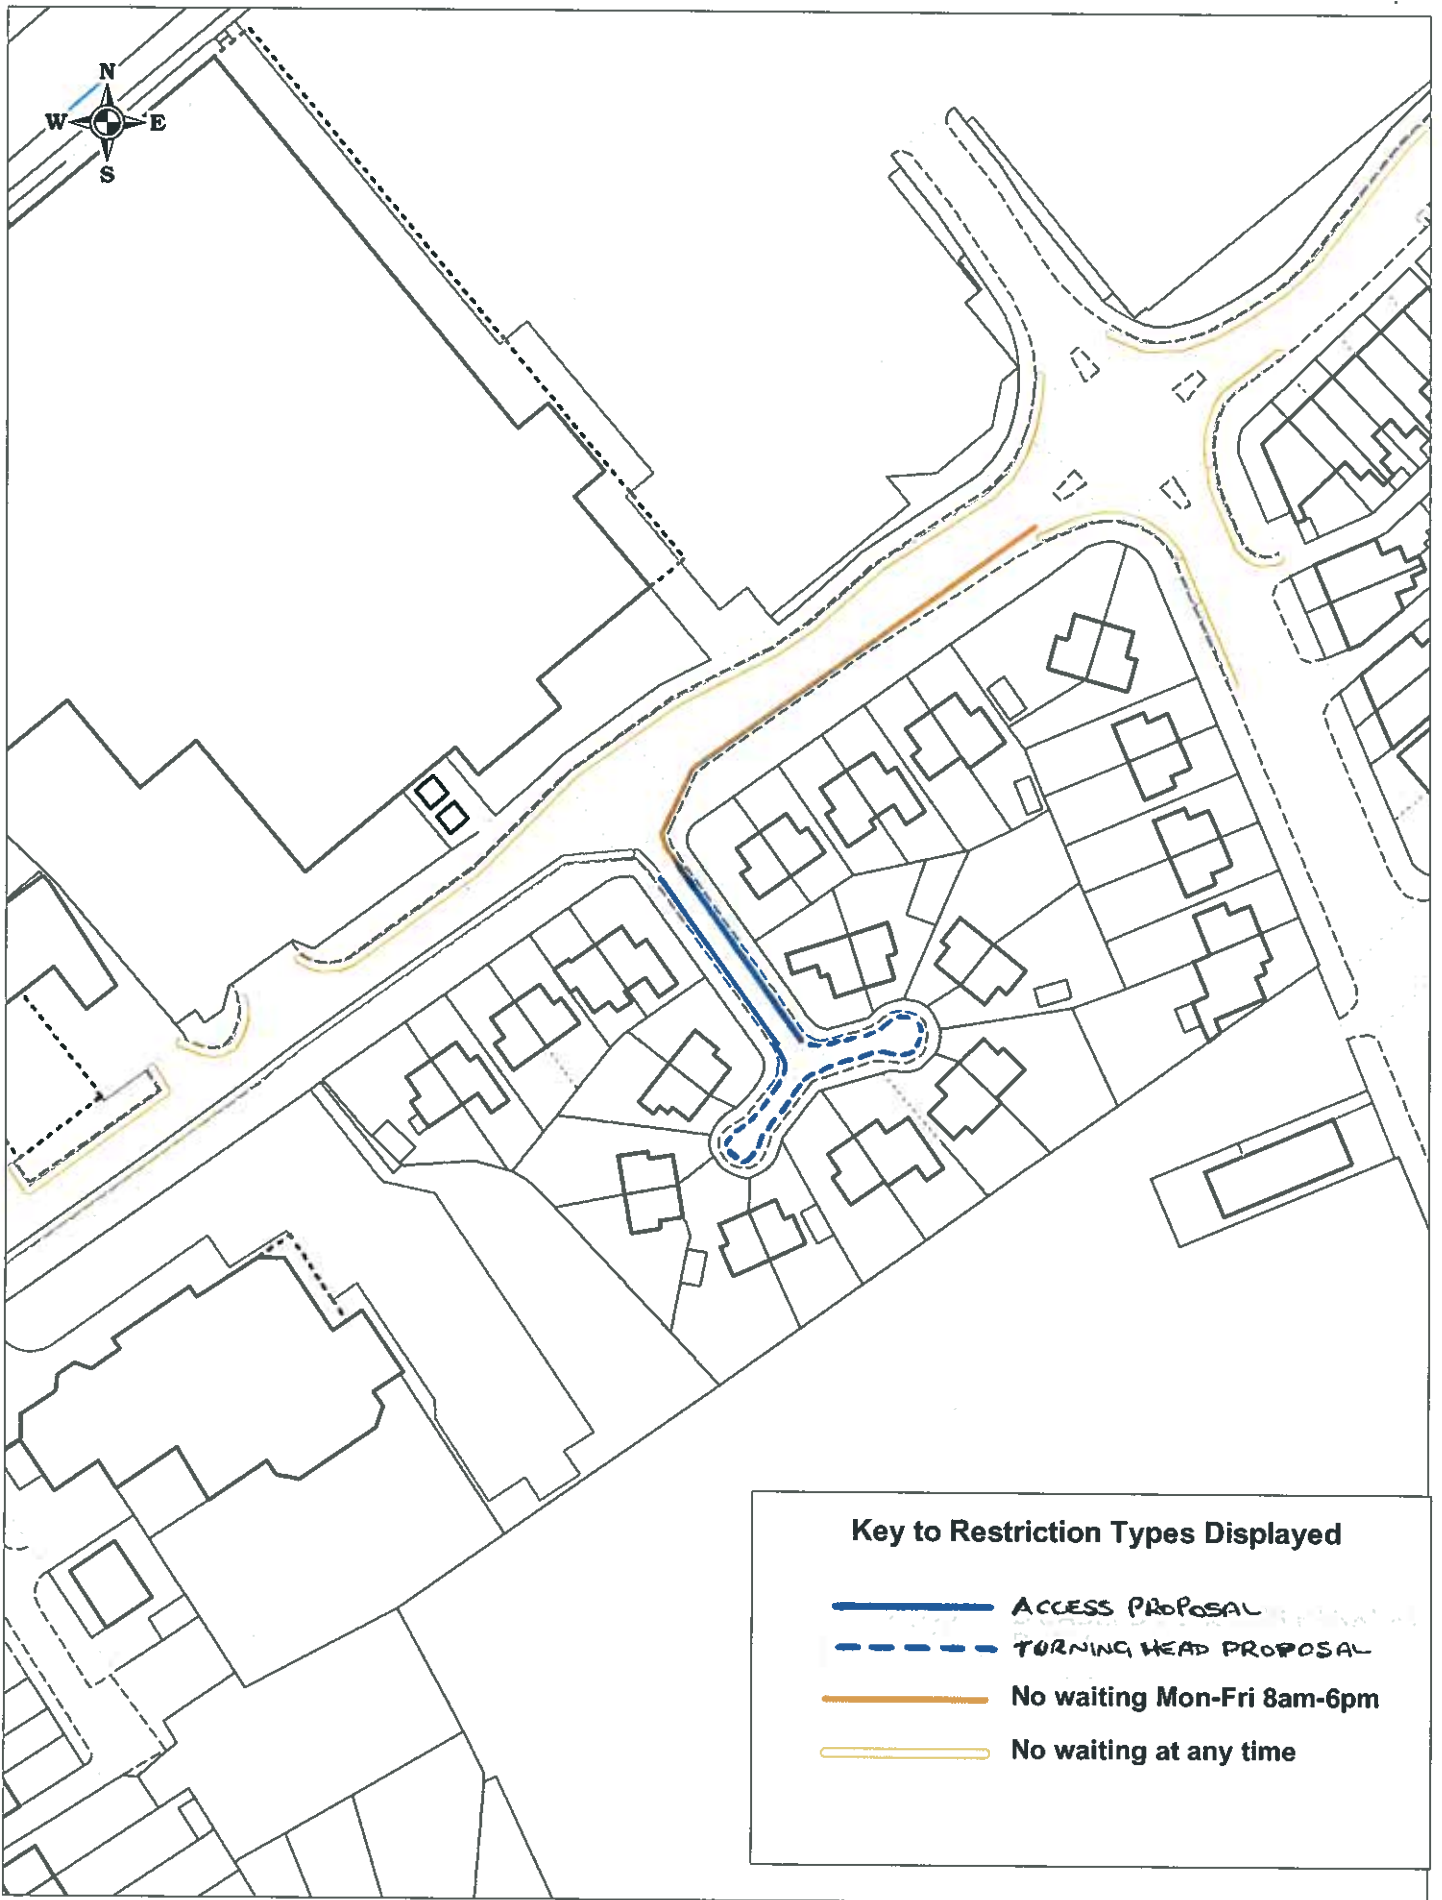 N
W E
S
Key to Restriction Types Displayed
ACCESS PROPOSAL
TURNING HEAD PROPOSAL
No waiting Mon-Fri 8am-6pm
No waiting at any time